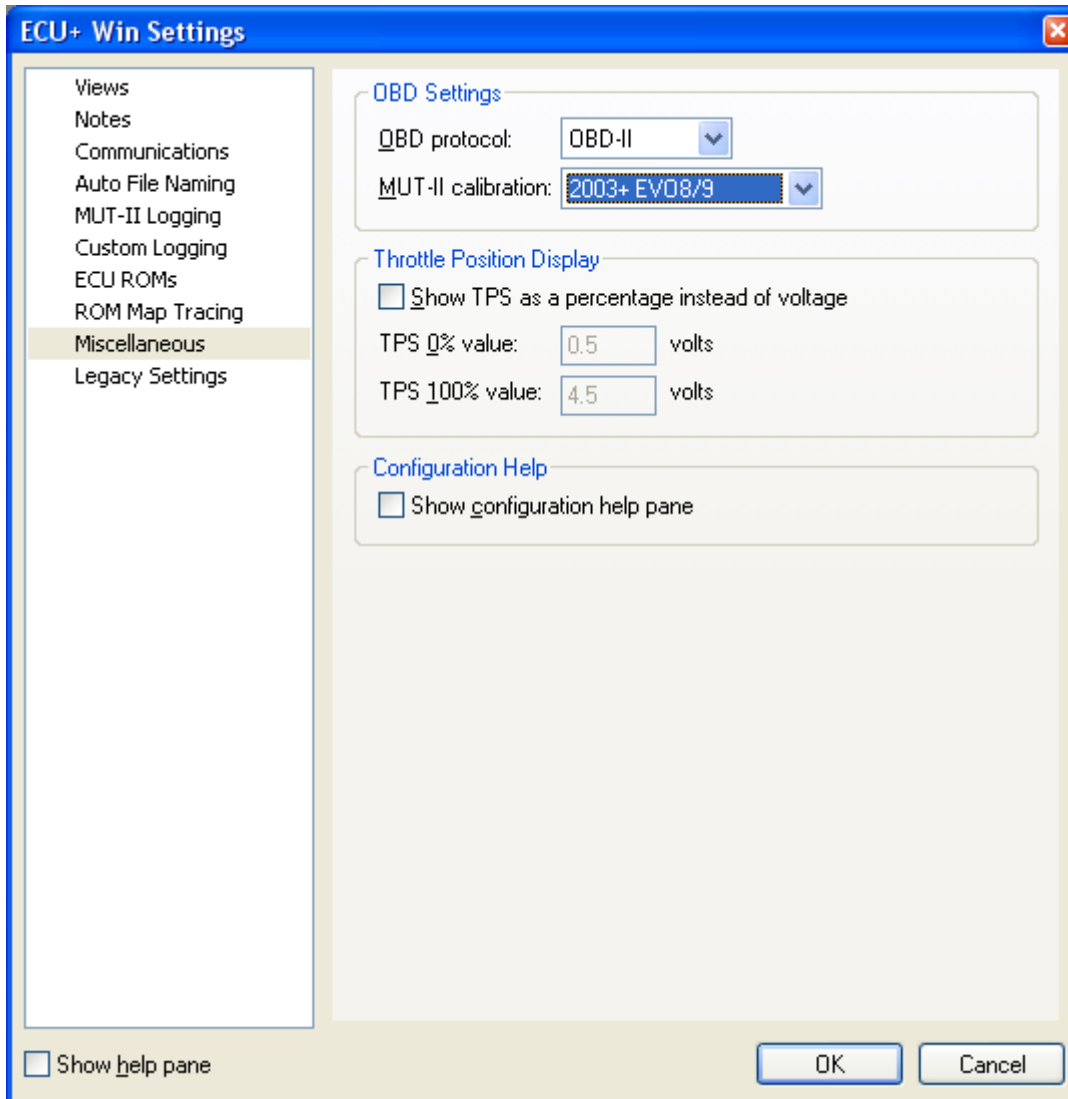 ECU+ Win Settings
Views
Notes
Communications
Auto File Naming
MUT-II Logging
Custom Logging
ECU ROMs
ROM Map Tracing
Miscellaneous
Legacy Settings
OBD Settings
OBD protocol: OBD-II
MUT-II calibration: 2003+ EVO8/9
Throttle Position Display
Show TPS as a percentage instead of voltage
TPS 0% value: 0.5 volts
TPS 100% value: 4.5 volts
Configuration Help
Show configuration help pane
Show help pane
OK Cancel